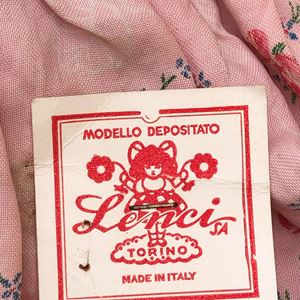 MODELLO DEPOSITATO
Lenci SA
TORINO
MADE IN ITALY